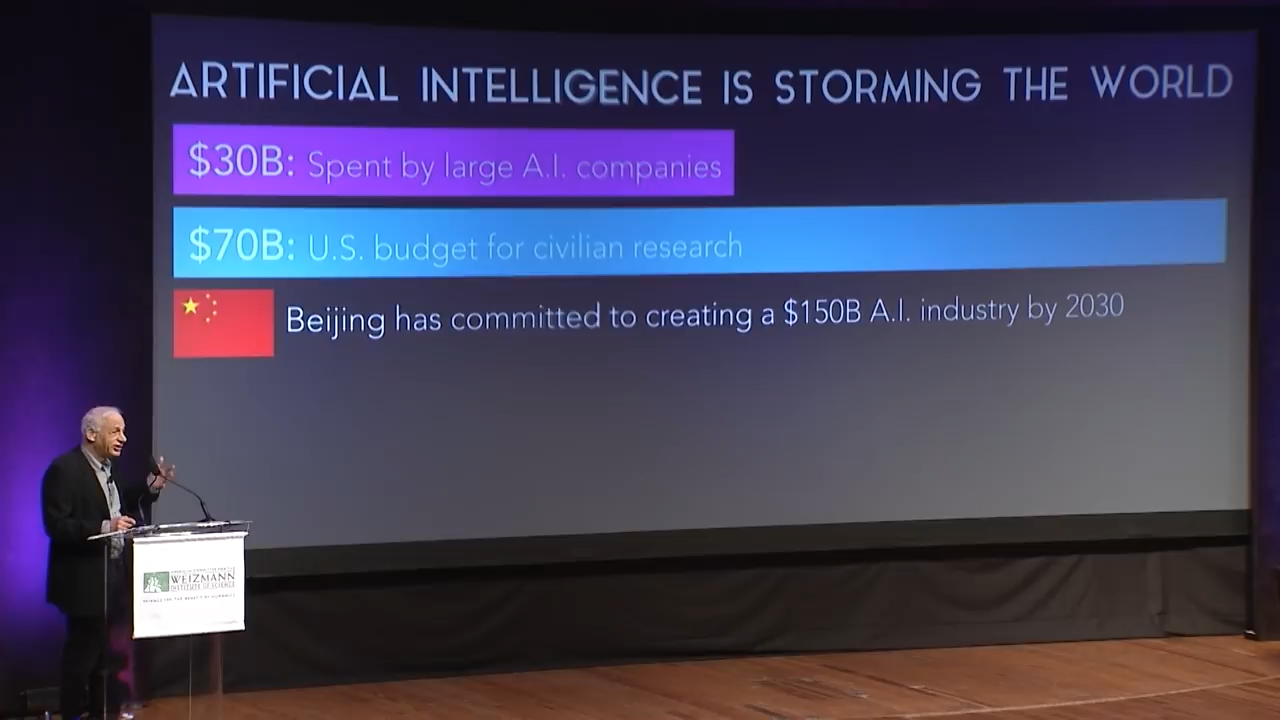 ARTIFICIAL INTELLIGENCE IS STORMING THE WORLD
$30B: Spent by large A.I. companies
$70B: U.S. budget for civilian research
Beijing has committed to creating a $150B A.I. industry by 2030
WEIZMANN
INSTITUTE OF SCIENCE